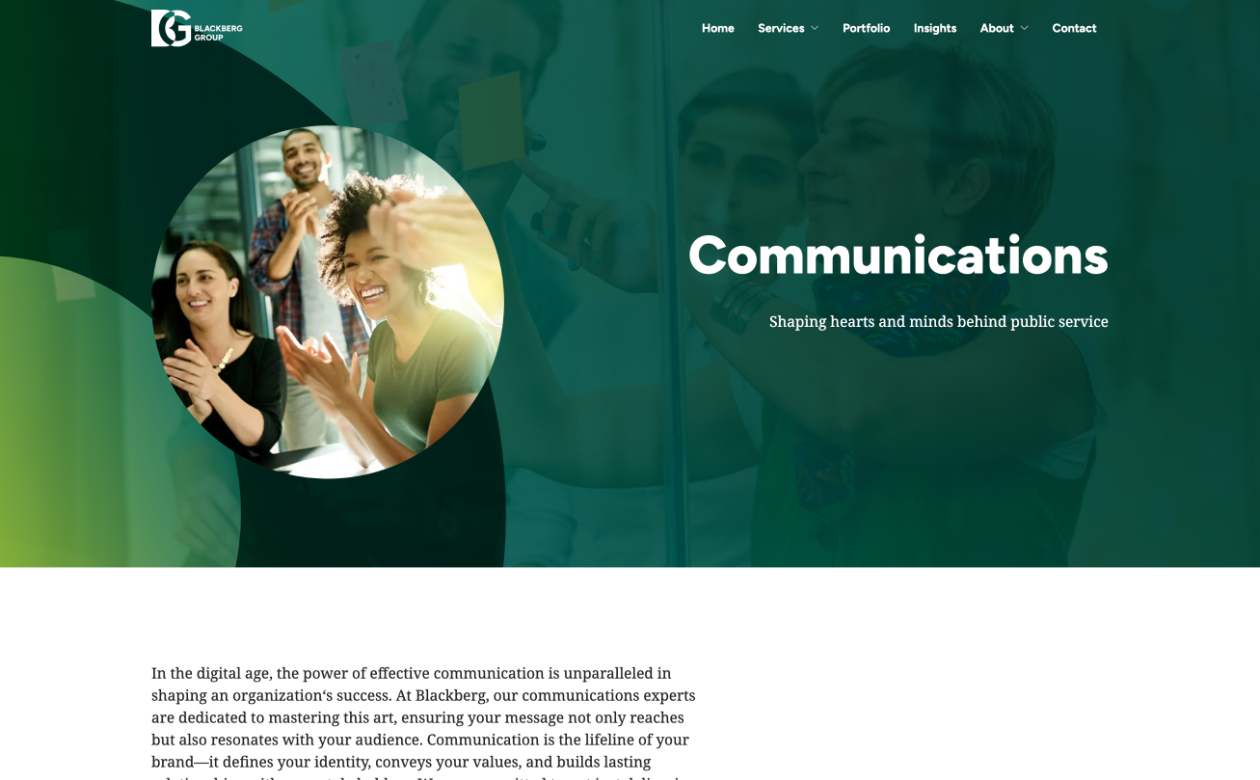 BLACKBERG
GROUP
Home Services Portfolio Insights About Contact
Communications
Shaping hearts and minds behind public service
In the digital age, the power of effective communication is unparalleled in
shaping an organization‘s success. At Blackberg, our communications experts
are dedicated to mastering this art, ensuring your message not only reaches
but also resonates with your audience. Communication is the lifeline of your
brand—it defines your identity, conveys your values, and builds lasting